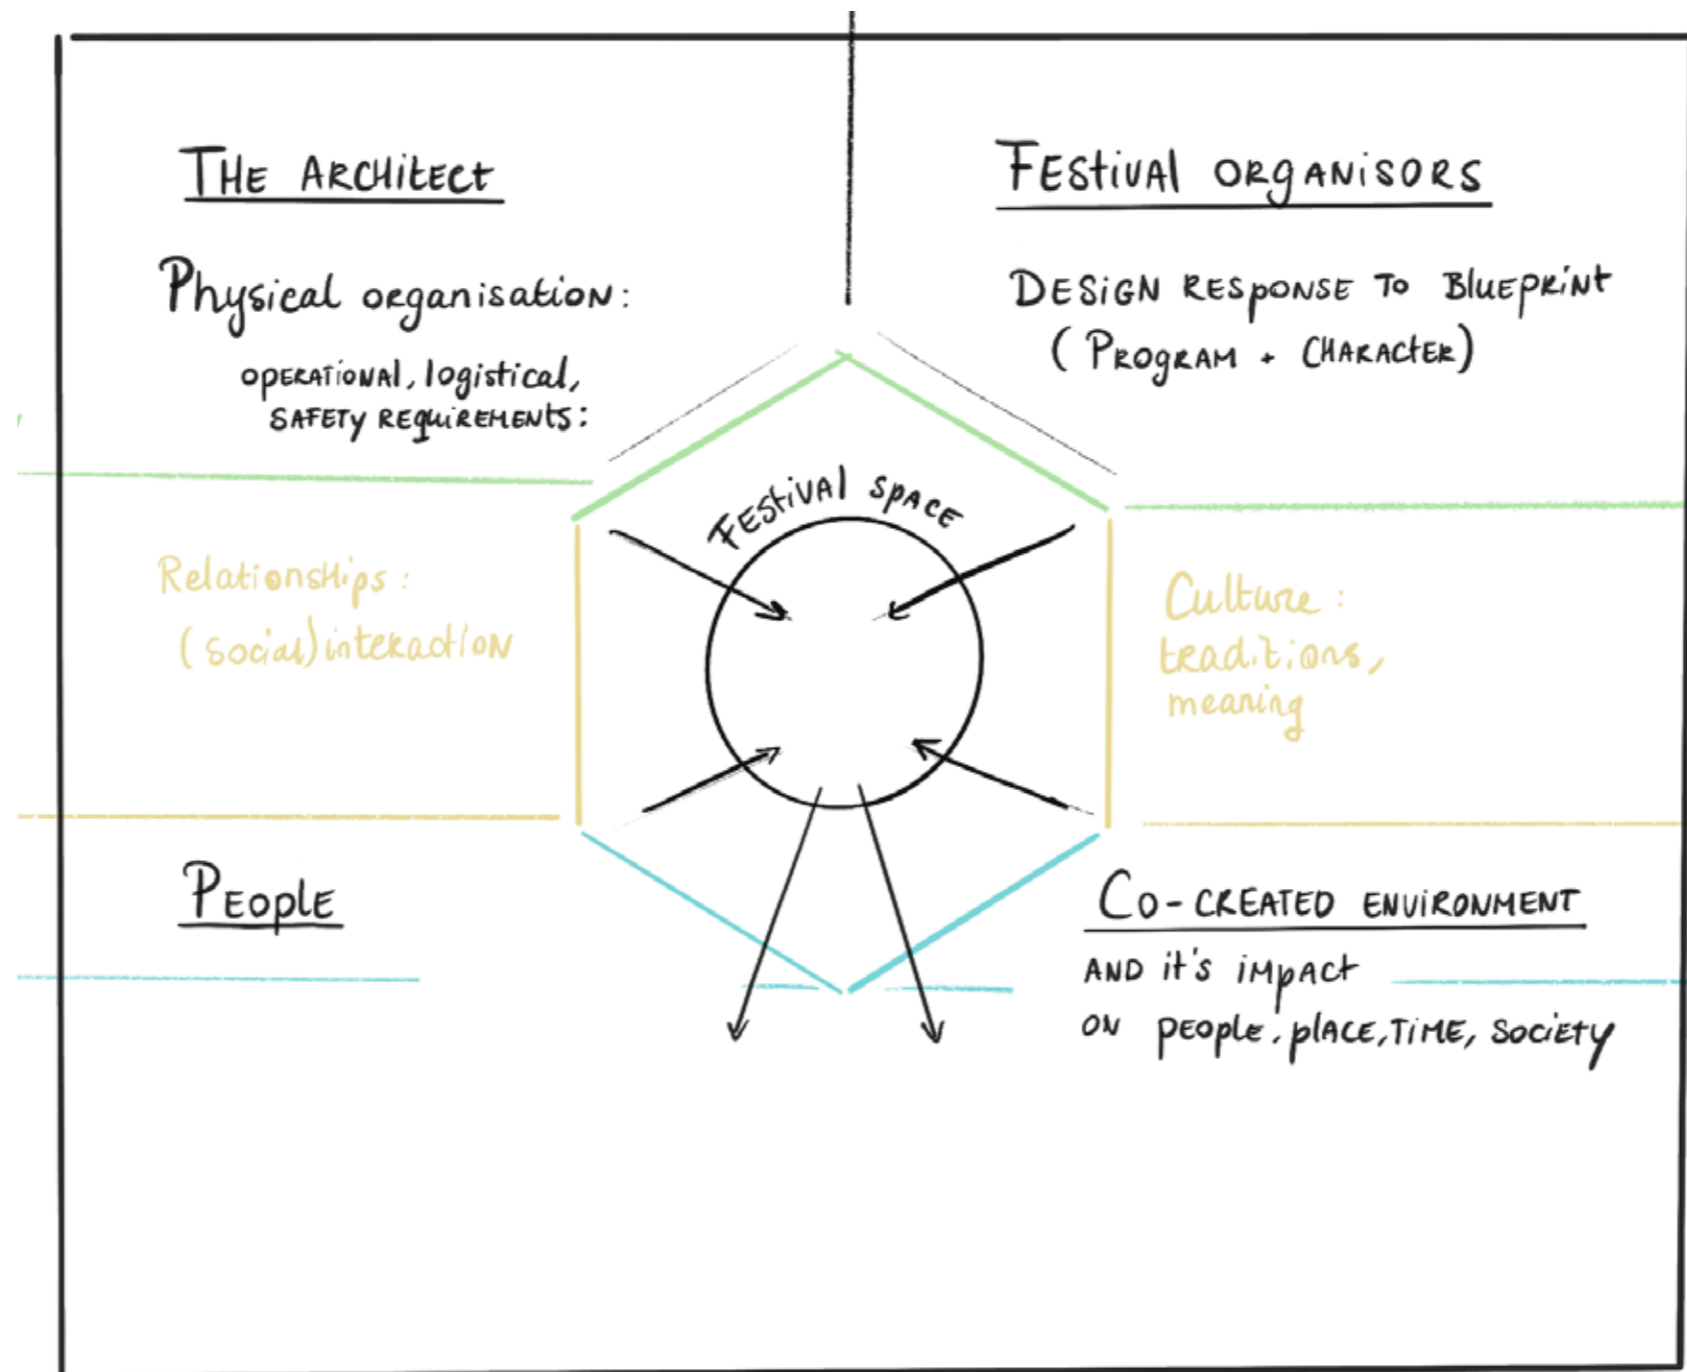 THE ARCHITECT
Physical organisation:
operational, logistical,
safety requirements:
FESTIVAL ORGANISORS
DESIGN RESPONSE TO BLUEPRINT
(PROGRAM + CHARACTER)
FESTIVAL SPACE
Relationships:
(social) interaction
Culture:
traditions,
meaning
PEOPLE
CO-CREATED ENVIRONMENT
AND it's impact
ON people, place, TIME, society